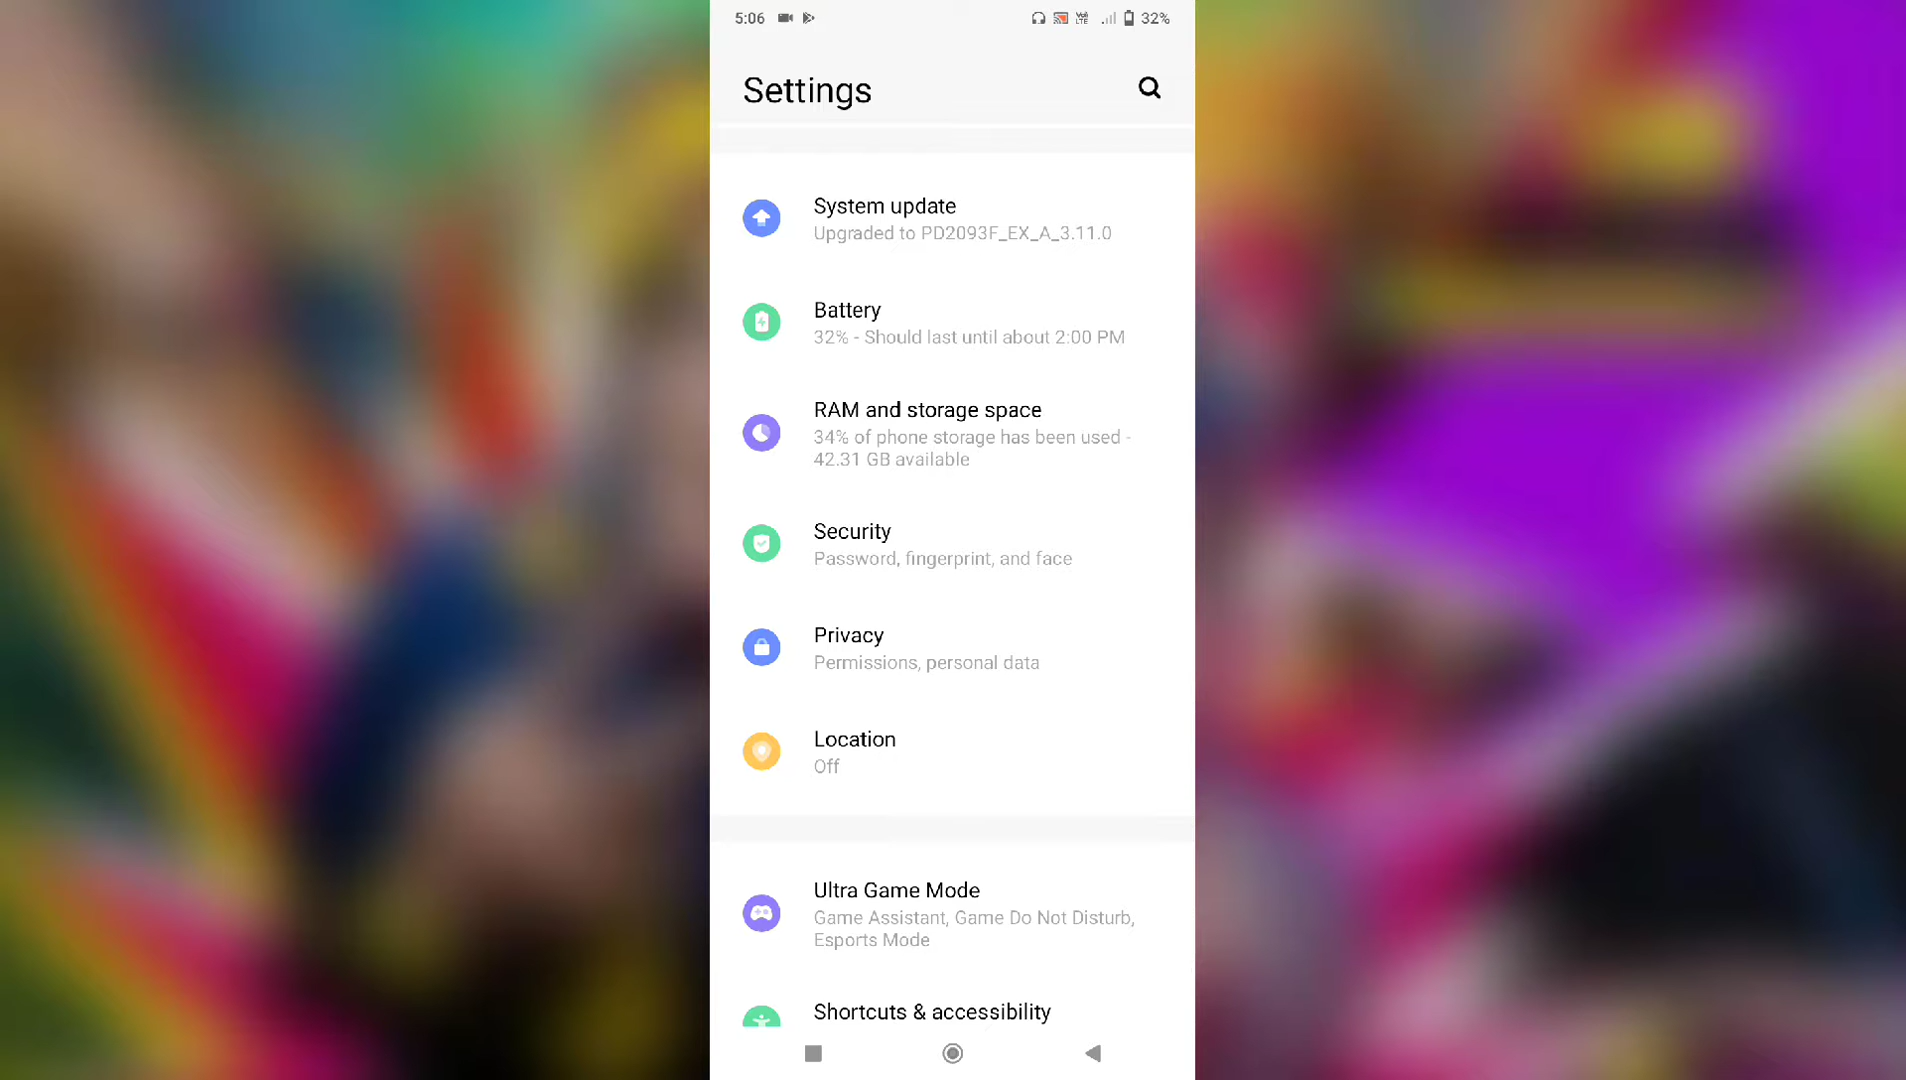 5:06 32%
Settings
System update
Upgraded to PD2093F_EX_A_3.11.0
Battery
32% - Should last until about 2:00 PM
RAM and storage space
34% of phone storage has been used -
42.31 GB available
Security
Password, fingerprint, and face
Privacy
Permissions, personal data
Location
Off
Ultra Game Mode
Game Assistant, Game Do Not Disturb,
Esports Mode
Shortcuts & accessibility